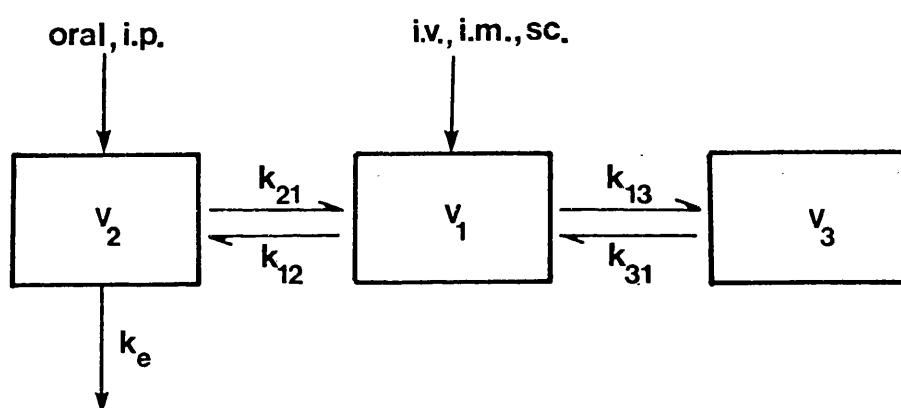 oral, i.p.
i.v., i.m., sc.
V2
k21
k12
V1
k13
k31
V3
ke